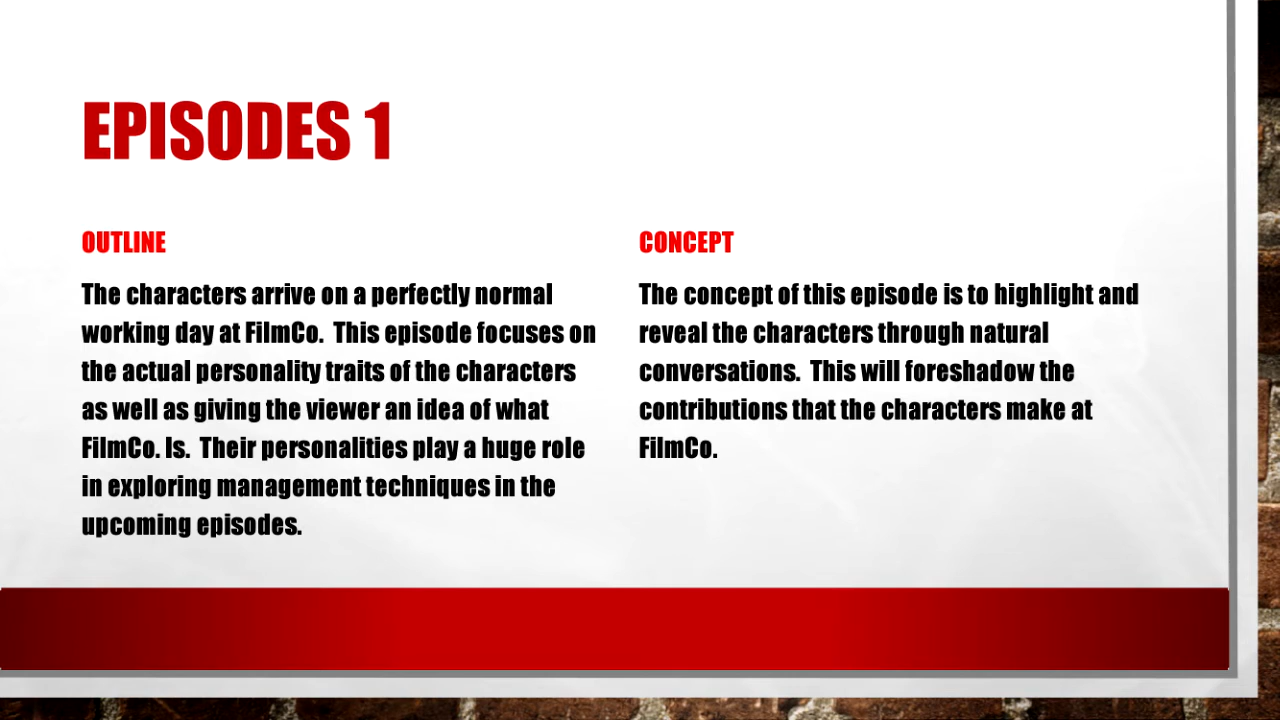 EPISODES 1
OUTLINE
The characters arrive on a perfectly normal
working day at FilmCo.  This episode focuses on
the actual personality traits of the characters
as well as giving the viewer an idea of what
FilmCo. Is.  Their personalities play a huge role
in exploring management techniques in the
upcoming episodes.
CONCEPT
The concept of this episode is to highlight and
reveal the characters through natural
conversations.  This will foreshadow the
contributions that the characters make at
FilmCo.